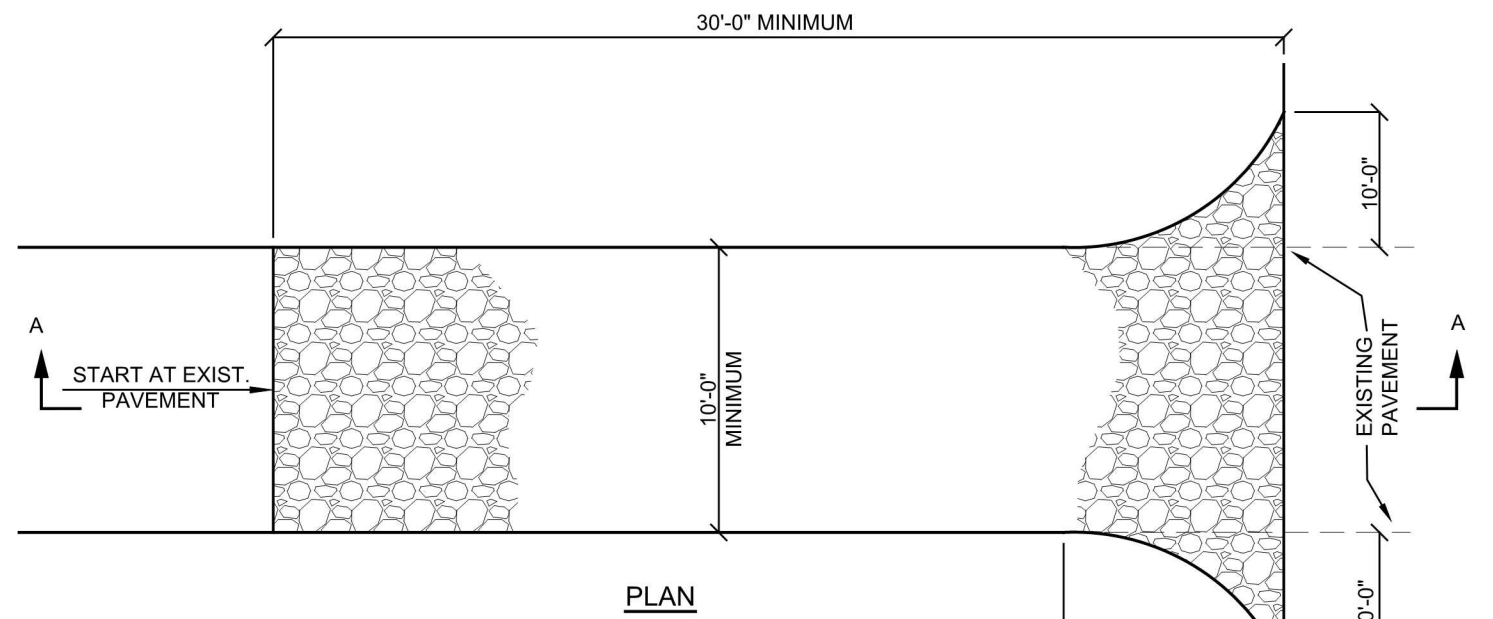 30'-0" MINIMUM
10'-0"
A
START AT EXIST.
PAVEMENT
10'-0"
MINIMUM
EXISTING
PAVEMENT
A
PLAN